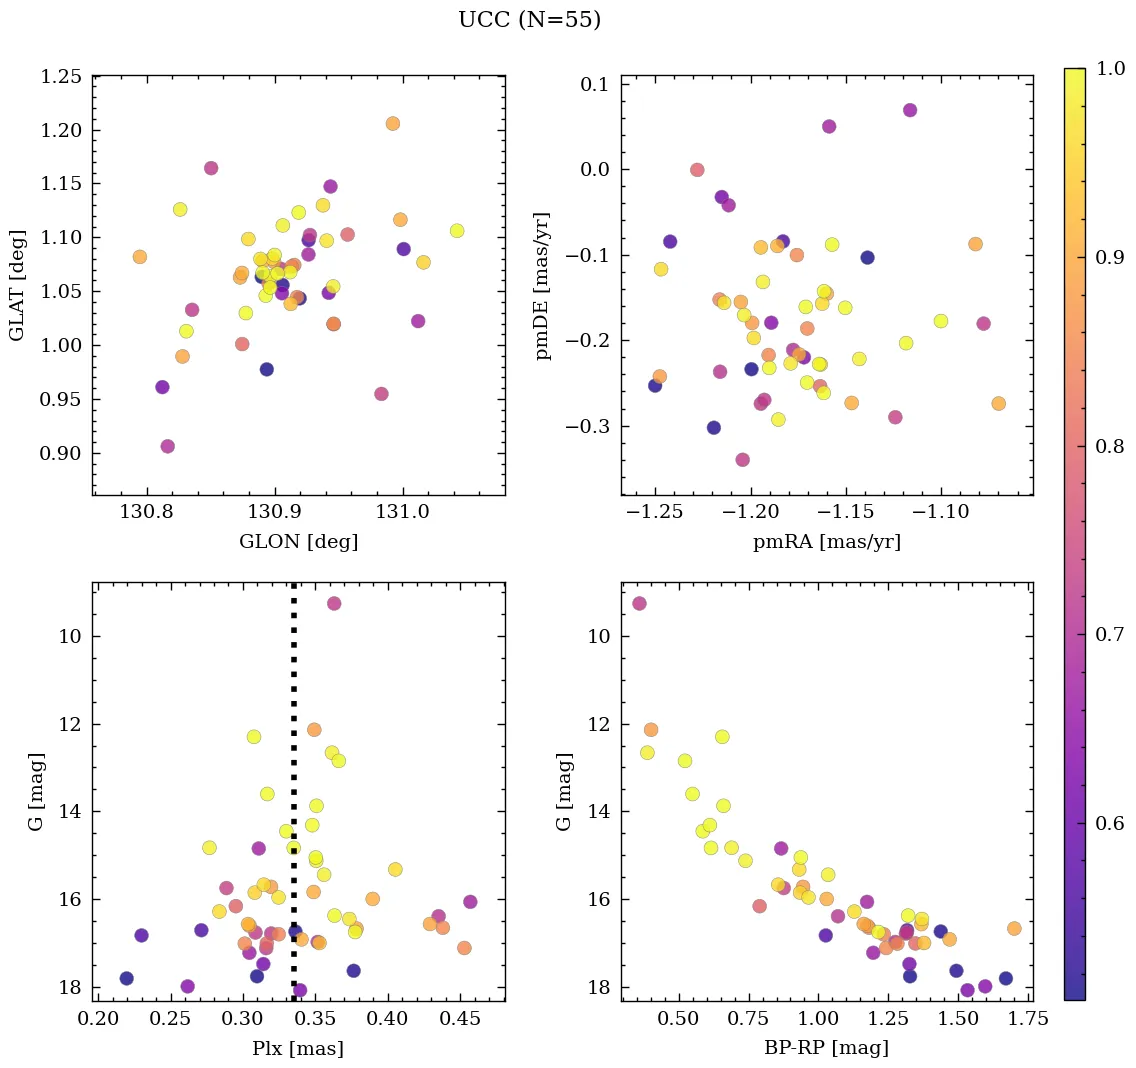 UCC (N=55)
1.25
1.20
1.15
1.10
1.05
1.00
0.95
0.90
GLAT [deg]
130.8 130.9 131.0
GLON [deg]
0.1
0.0
−0.1
−0.2
−0.3
pmDE [mas/yr]
−1.25 −1.20 −1.15 −1.10
pmRA [mas/yr]
10
12
14
16
18
G [mag]
0.20 0.25 0.30 0.35 0.40 0.45
Plx [mas]
10
12
14
16
18
G [mag]
0.50 0.75 1.00 1.25 1.50 1.75
BP-RP [mag]
1.0
0.9
0.8
0.7
0.6